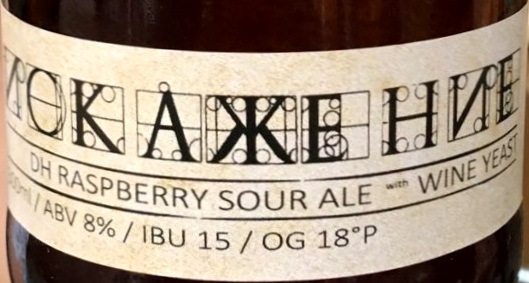 ИСКАЖЕНИЕ
DH RASPBERRY SOUR ALE with WINE YEAST
/ ABV 8% / IBU 15 / OG 18°P